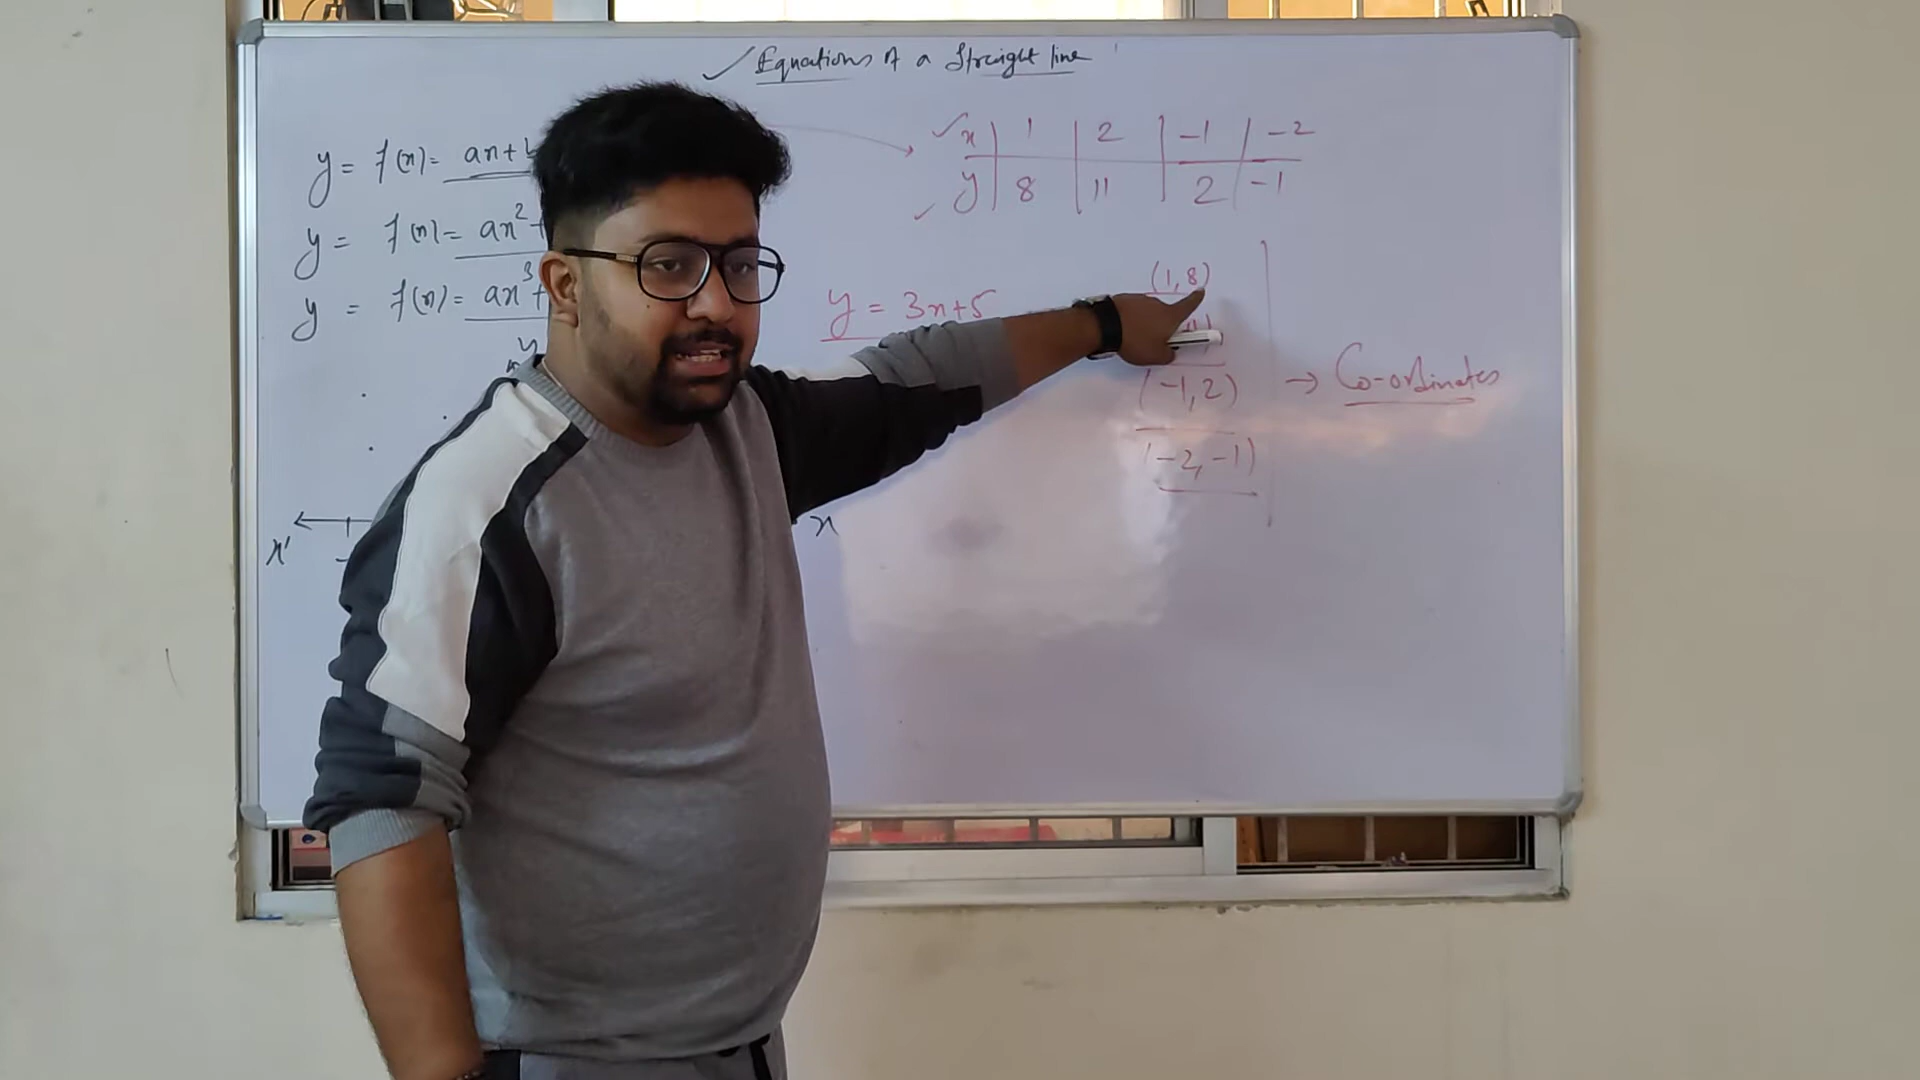 Equations of a Straight line
y = f(x) = ax+
y = f(x) = ax²+
y = f(x) = ax³+
x | 1 | 2 | -1 | -2
y | 8 | 11 | 2 | -1
y = 3x+5
(1,8)
(-1,2)
(-2,-1)
→ Co-ordinates
y
x'
x